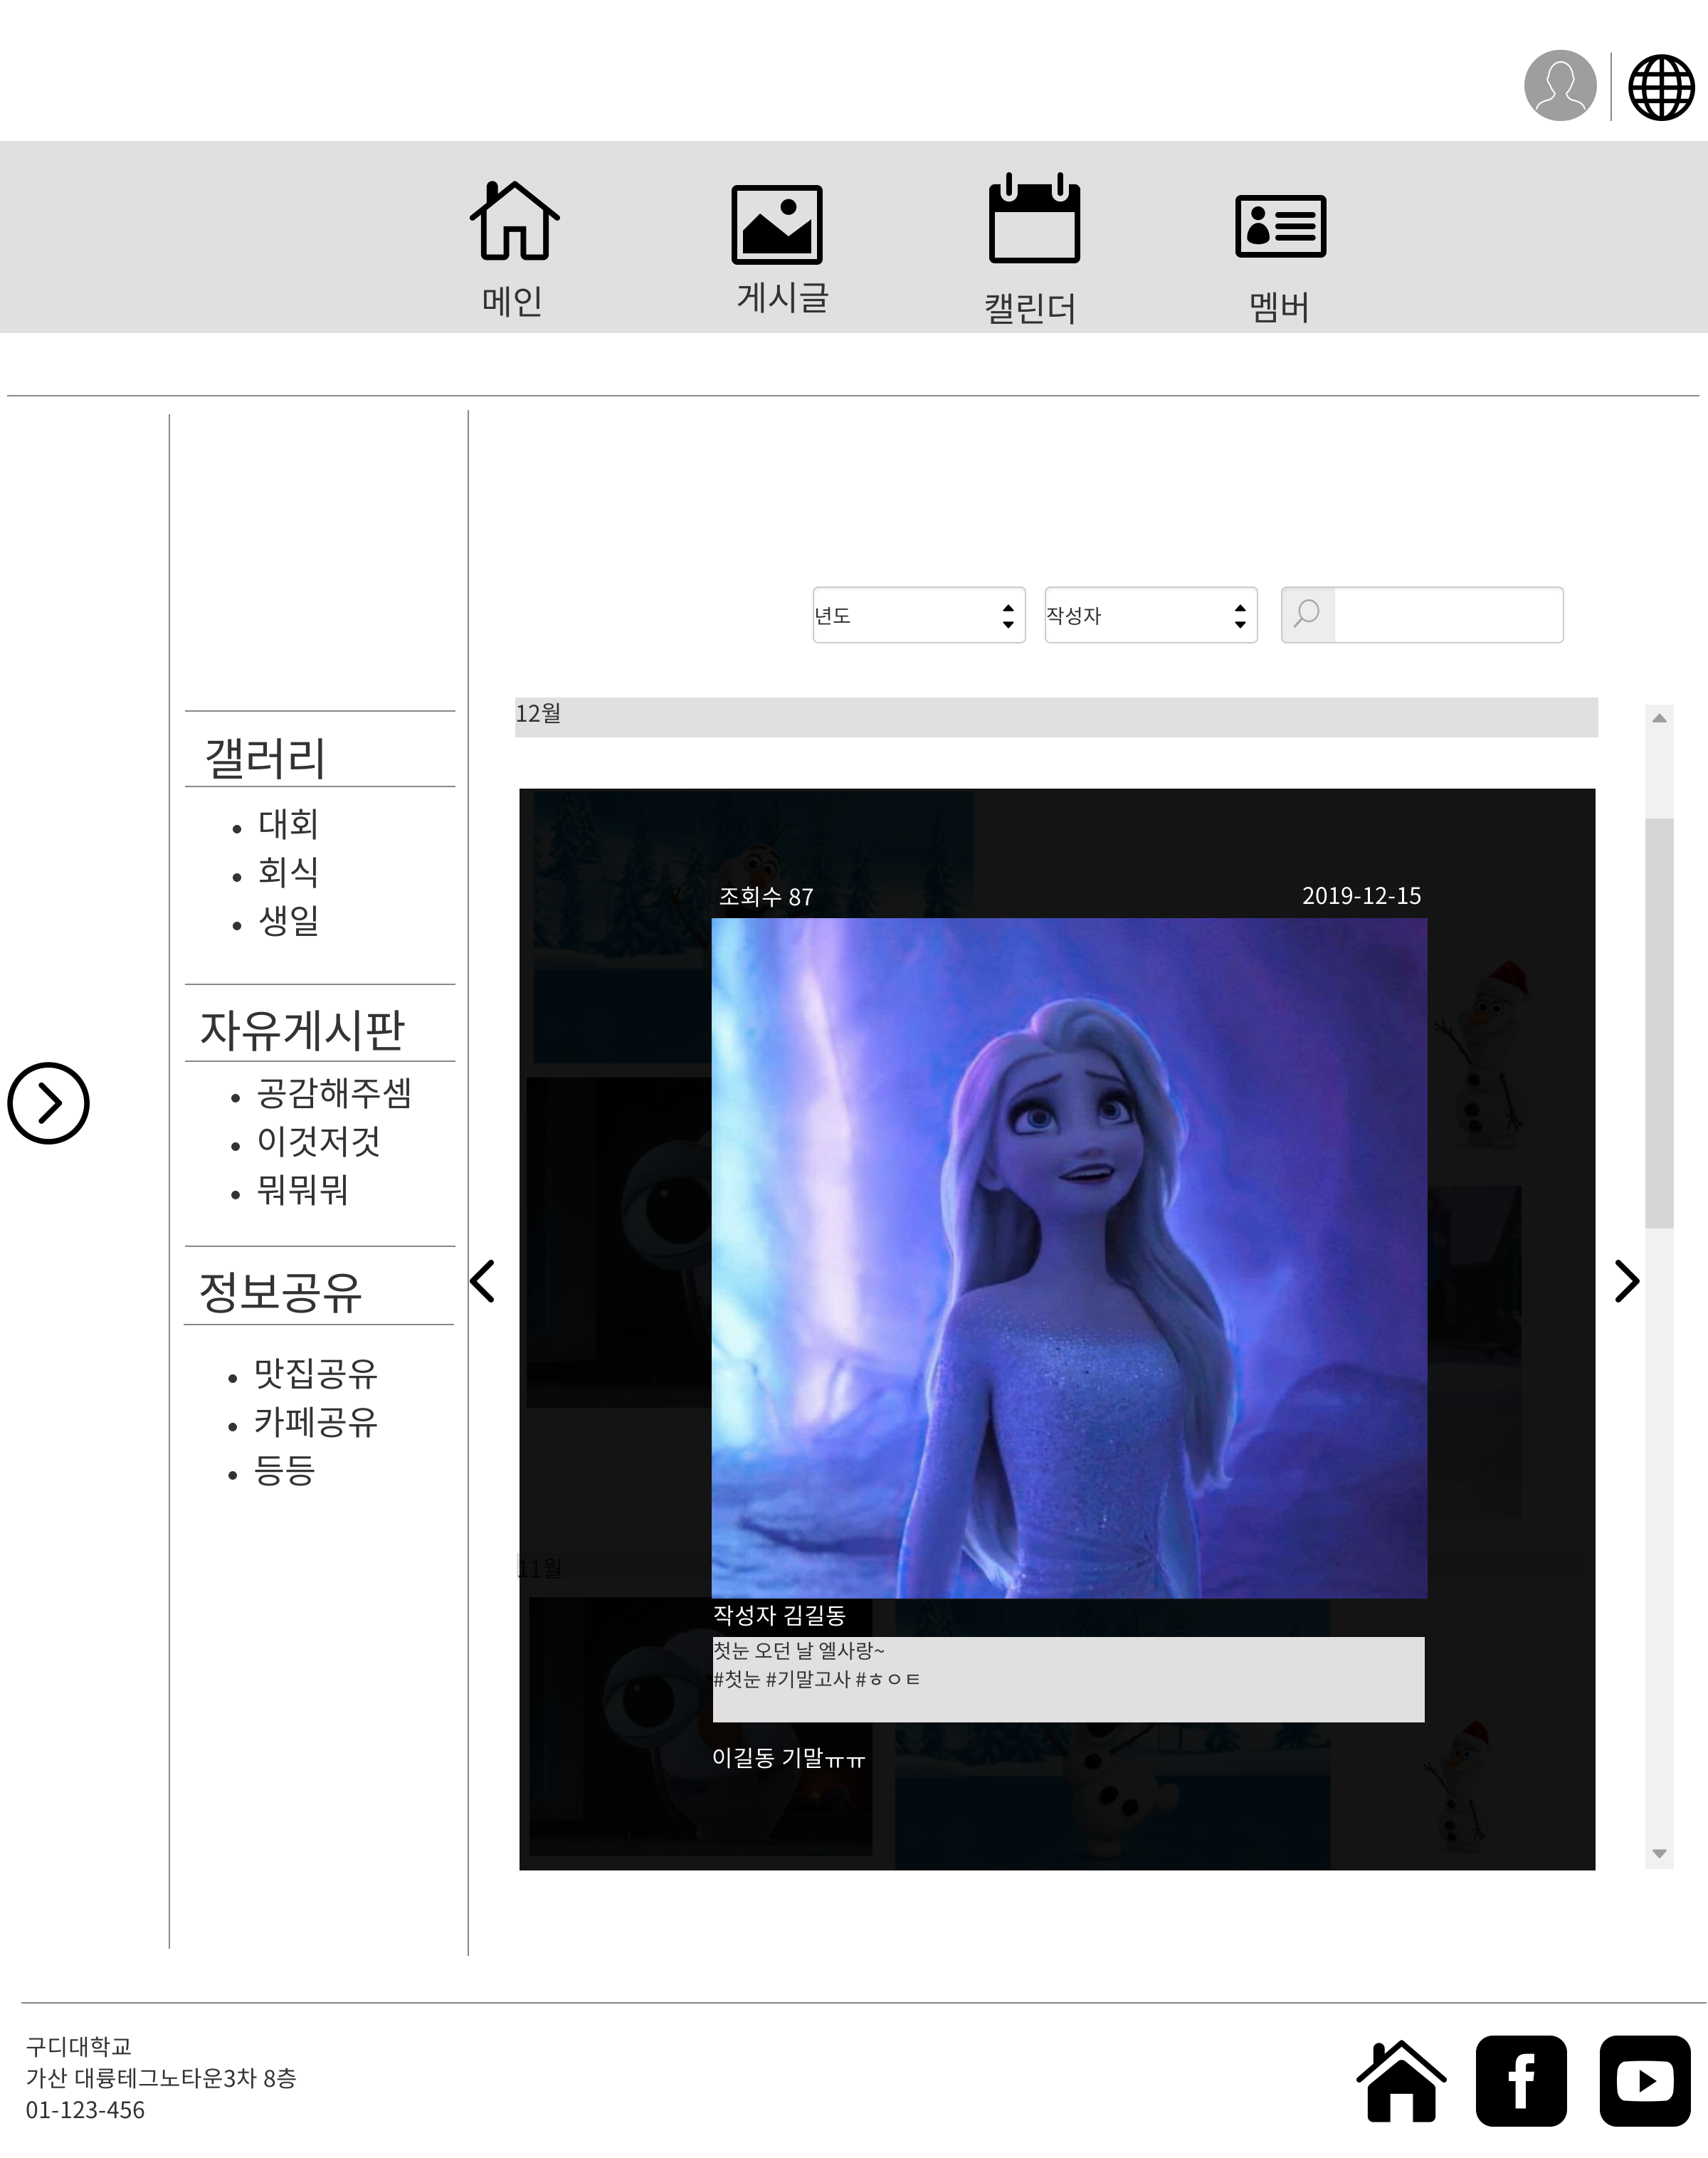 메인
게시글
캘린더
멤버
년도
작성자
12월
갤러리
대회
회식
생일
자유게시판
공감해주셈
이것저것
뭐뭐뭐
정보공유
맛집공유
카페공유
등등
조회수 87
2019-12-15
11월
작성자 김길동
첫눈 오던 날 엘사랑~
#첫눈 #기말고사 #ㅎㅇㅌ
이길동 기말ㅠㅠ
구디대학교
가산 대륭테그노타운3차 8층
01-123-456